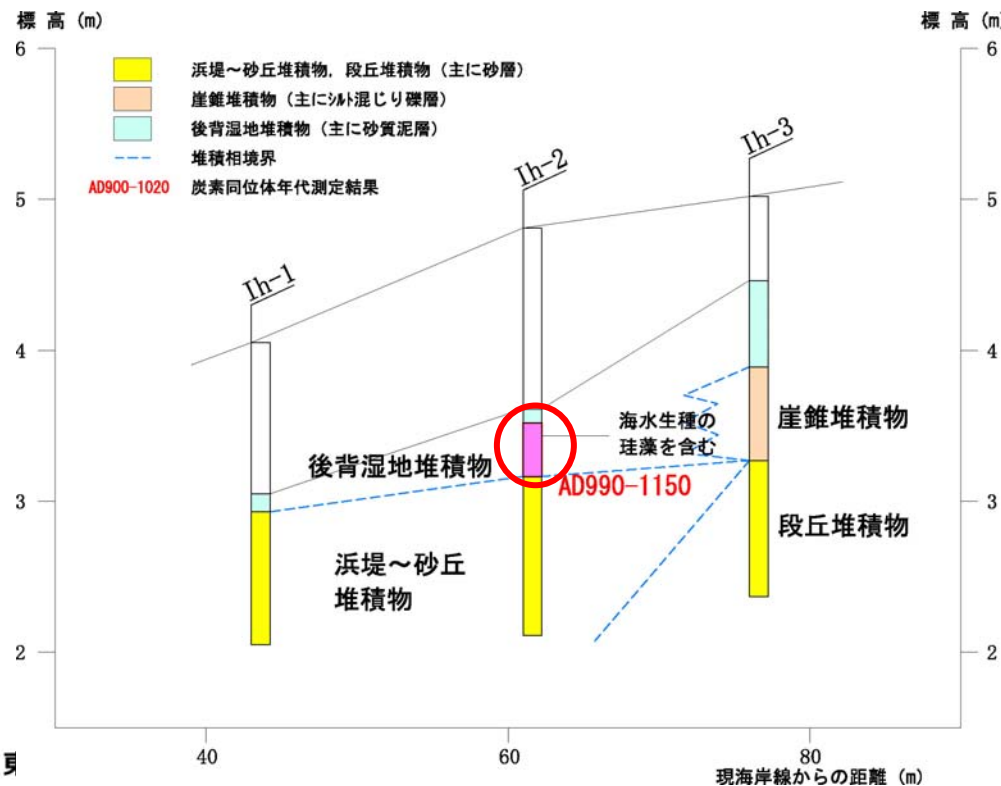 標 高 (m)
標 高 (m
6
6
浜堤～砂丘堆積物，段丘堆積物（主に砂層）
崖錐堆積物（主にシルト混じり礫層）
後背湿地堆積物（主に砂質泥層）
堆積相境界
AD900-1020 炭素同位体年代測定結果
Ih-1
Ih-2
Ih-3
5
5
4
4
海水生種の
珪藻を含む
崖錐堆積物
後背湿地堆積物
AD990-1150
3
3
段丘堆積物
浜堤～砂丘
堆積物
2
2
40
60
80
東
現海岸線からの距離 (m)